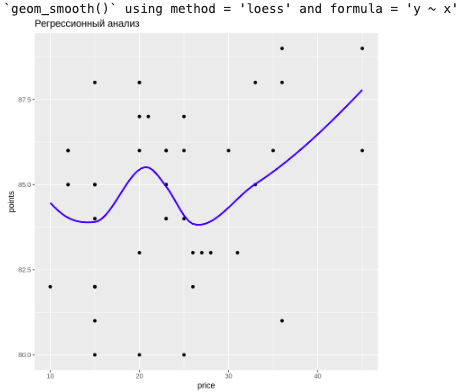 `geom_smooth()` using method = 'loess' and formula = 'y ~ x'
Регрессионный анализ
points
87.5
85.0
82.5
80.0
10
20
30
40
price